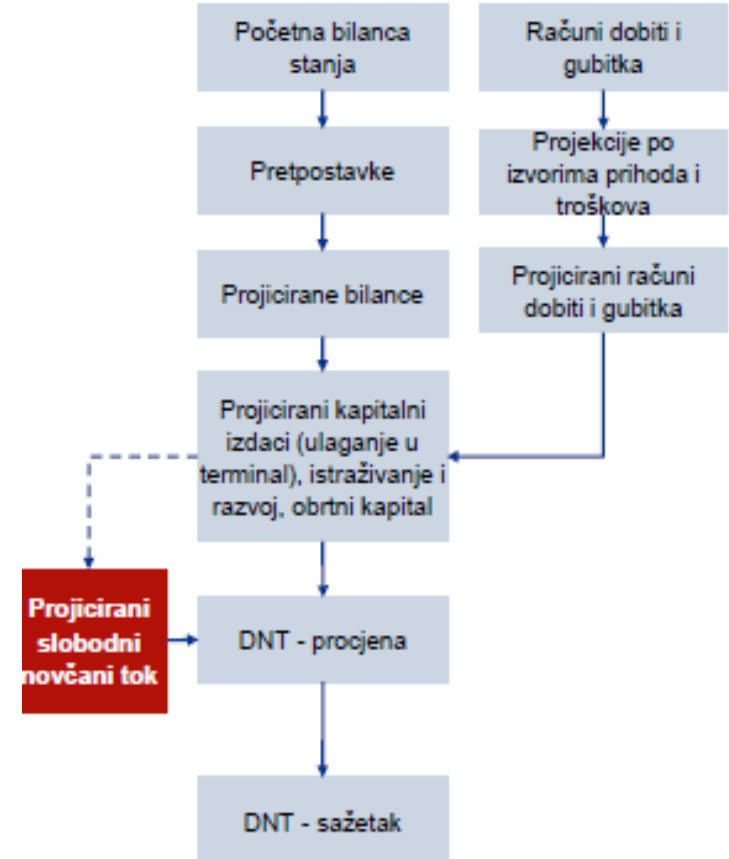 Početna bilanca
stanja
Računi dobiti i
gubitka
Pretpostavke
Projekcije po
izvorima prihoda i
troškova
Projicirane bilance
Projicirani računi
dobiti i gubitka
Projicirani kapitalni
izdaci (ulaganje u
terminal), istraživanje i
razvoj, obrtni kapital
Projicirani
slobodni
novčani tok
DNT - procjena
DNT - sažetak